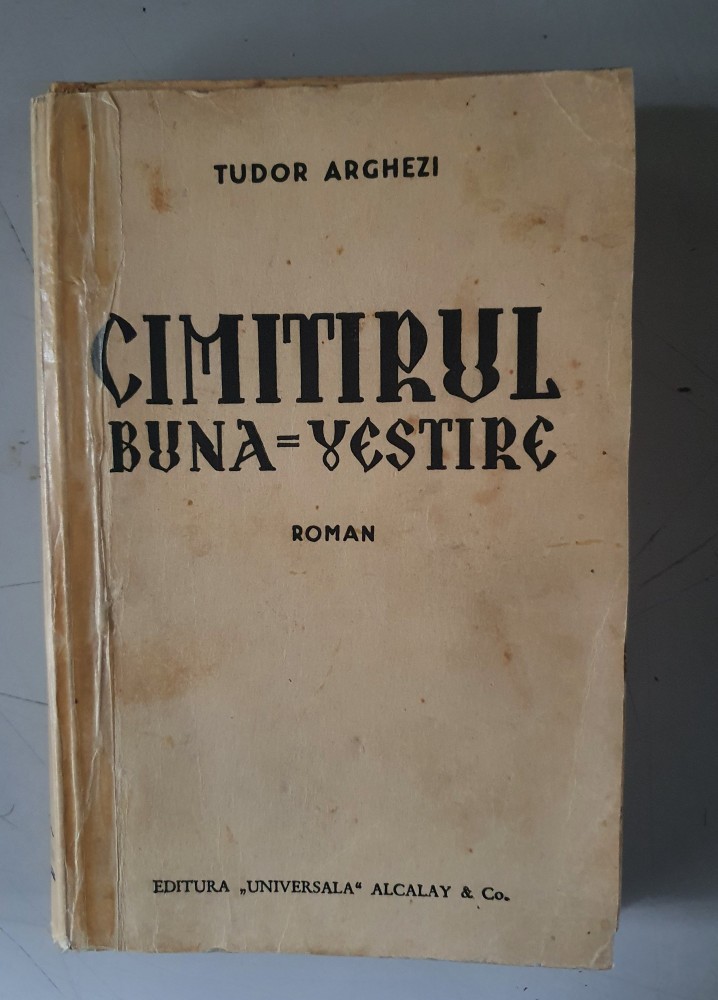 TUDOR ARGHEZI
CIMITIRUL
BUNA=VESTIRE
ROMAN
EDITURA „UNIVERSALA“ ALCALAY & Co.